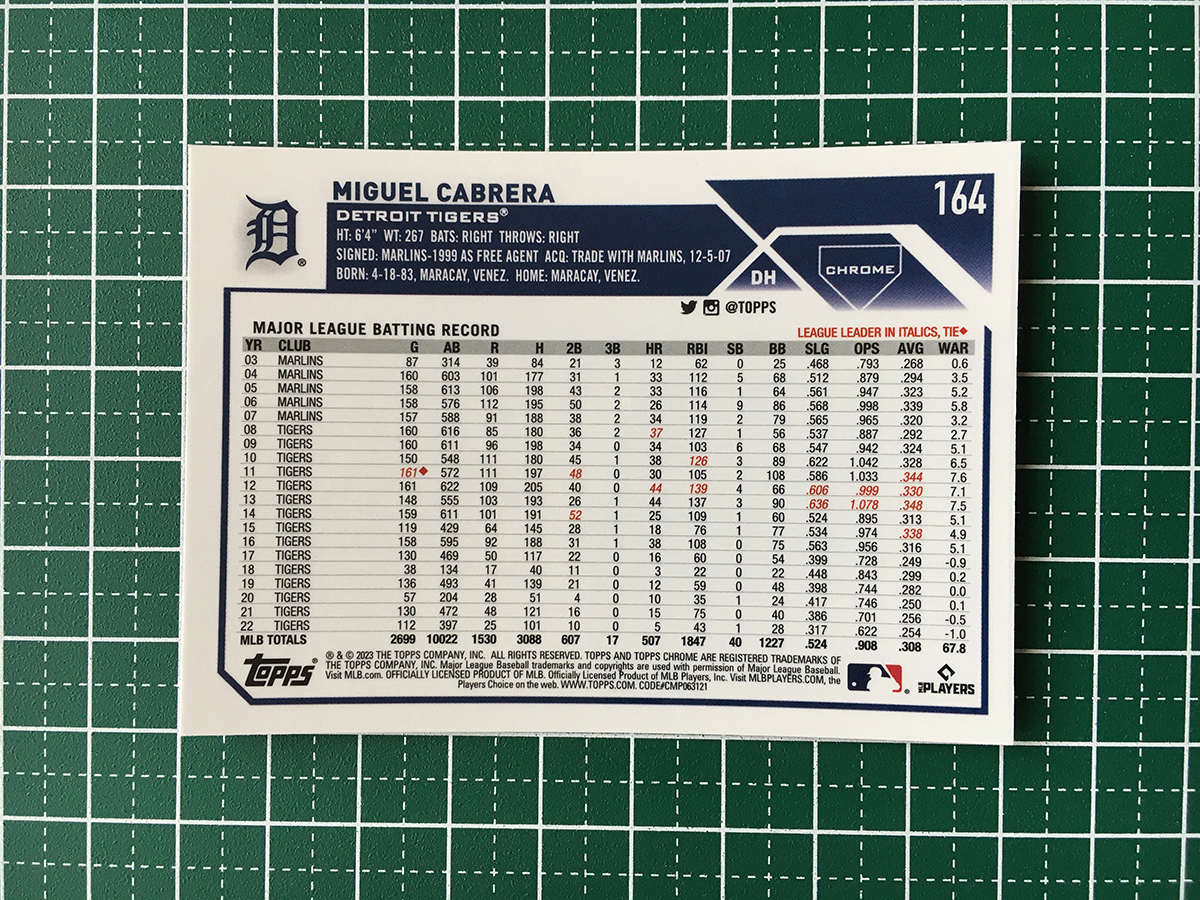 MIGUEL CABRERA
164
DETROIT TIGERS®
HT: 6'4" WT: 267 BATS: RIGHT THROWS: RIGHT
SIGNED: MARLINS-1999 AS FREE AGENT ACQ: TRADE WITH MARLINS, 12-5-07
BORN: 4-18-83, MARACAY, VENEZ. HOME: MARACAY, VENEZ.
D®
DH
CHROME
@TOPPS
MAJOR LEAGUE BATTING RECORD
LEAGUE LEADER IN ITALICS, TIE◆
YR CLUB G AB R H 2B 3B HR RBI SB BB SLG OPS AVG WAR
03 MARLINS 87 314 39 84 21 3 12 62 0 25 .468 .793 .268 0.6
04 MARLINS 160 603 101 177 31 1 33 112 5 68 .512 .879 .294 3.5
05 MARLINS 158 613 106 198 43 2 33 116 1 64 .561 .947 .323 5.2
06 MARLINS 158 576 112 195 50 2 26 114 9 86 .568 .998 .339 5.8
07 MARLINS 157 588 91 188 38 2 34 119 2 79 .565 .965 .320 3.2
08 TIGERS 160 616 85 180 36 2 37 127 1 56 .537 .887 .292 2.7
09 TIGERS 160 611 96 198 34 0 34 103 6 68 .547 .942 .324 5.1
10 TIGERS 150 548 111 180 45 1 38 126 3 89 .622 1.042 .328 6.5
11 TIGERS 161◆ 572 111 197 48 0 30 105 2 108 .586 1.033 .344 7.6
12 TIGERS 161 622 109 205 40 0 44 139 4 66 .606 .999 .330 7.1
13 TIGERS 148 555 103 193 26 1 44 137 3 90 .636 1.078 .348 7.5
14 TIGERS 159 611 101 191 52 1 25 109 1 60 .524 .895 .313 5.1
15 TIGERS 119 429 64 145 28 1 18 76 1 77 .534 .974 .338 4.9
16 TIGERS 158 595 92 188 31 1 38 108 0 75 .563 .956 .316 5.1
17 TIGERS 130 469 50 117 22 0 16 60 0 54 .399 .728 .249 -0.9
18 TIGERS 38 134 17 40 11 0 3 22 0 22 .448 .843 .299 0.2
19 TIGERS 136 493 41 139 21 0 12 59 0 48 .398 .744 .282 0.0
20 TIGERS 57 204 28 51 4 0 10 35 1 24 .417 .746 .250 0.1
21 TIGERS 130 472 48 121 16 0 15 75 0 40 .386 .701 .256 -0.5
22 TIGERS 112 397 25 101 10 0 5 43 1 28 .317 .622 .254 -1.0
MLB TOTALS 2699 10022 1530 3088 607 17 507 1847 40 1227 .524 .908 .308 67.8
TOPPS®
® & © 2023 THE TOPPS COMPANY, INC. ALL RIGHTS RESERVED. TOPPS AND TOPPS CHROME ARE REGISTERED TRADEMARKS OF
THE TOPPS COMPANY, INC. Major League Baseball trademarks and copyrights are used with permission of Major League Baseball.
Visit MLB.com. OFFICIALLY LICENSED PRODUCT OF MLB. Officially Licensed Product of MLB Players, Inc. Visit MLBPLAYERS.COM, the
Players Choice on the web. WWW.TOPPS.COM. CODE#CMP063121
MLB PLAYERS